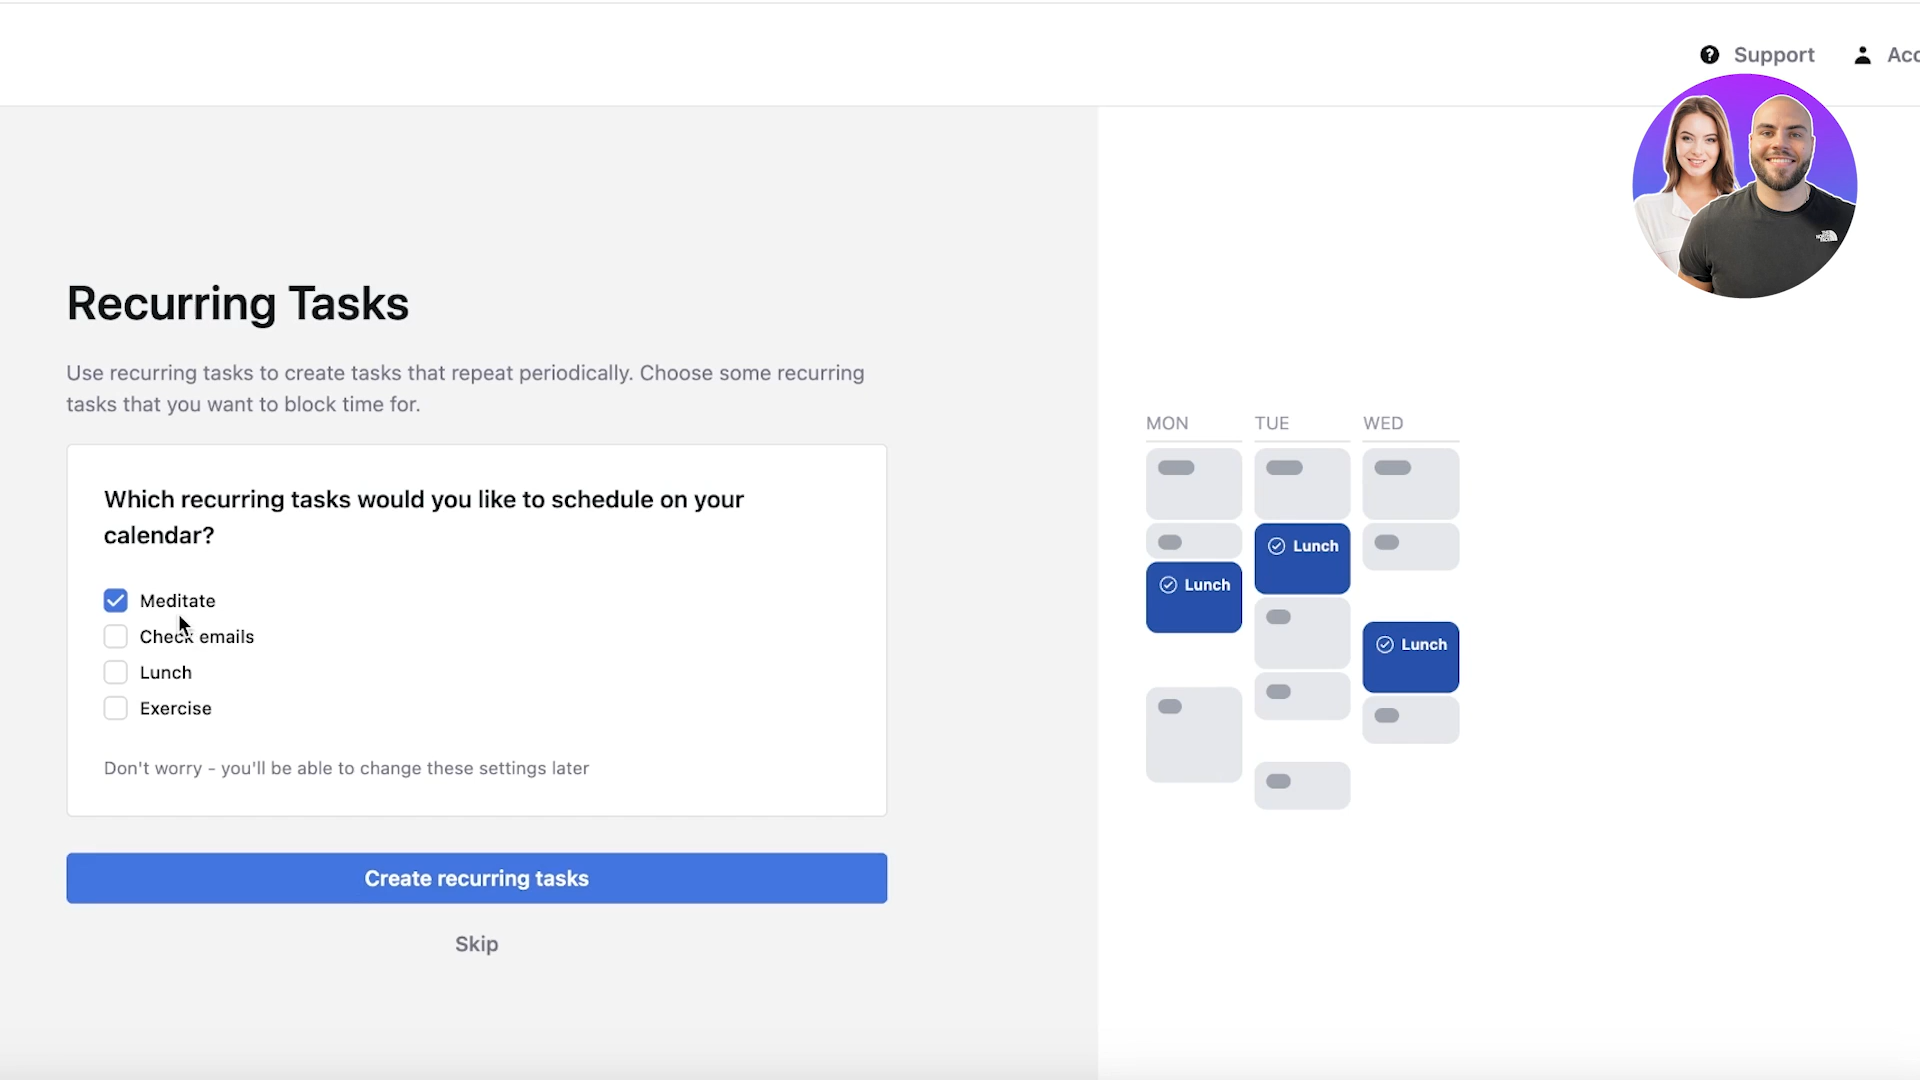 Support
Acc
Recurring Tasks
Use recurring tasks to create tasks that repeat periodically. Choose some recurring
tasks that you want to block time for.
Which recurring tasks would you like to schedule on your
calendar?
Meditate
Check emails
Lunch
Exercise
Don't worry - you'll be able to change these settings later
Create recurring tasks
Skip
MON TUE WED
Lunch
Lunch
Lunch